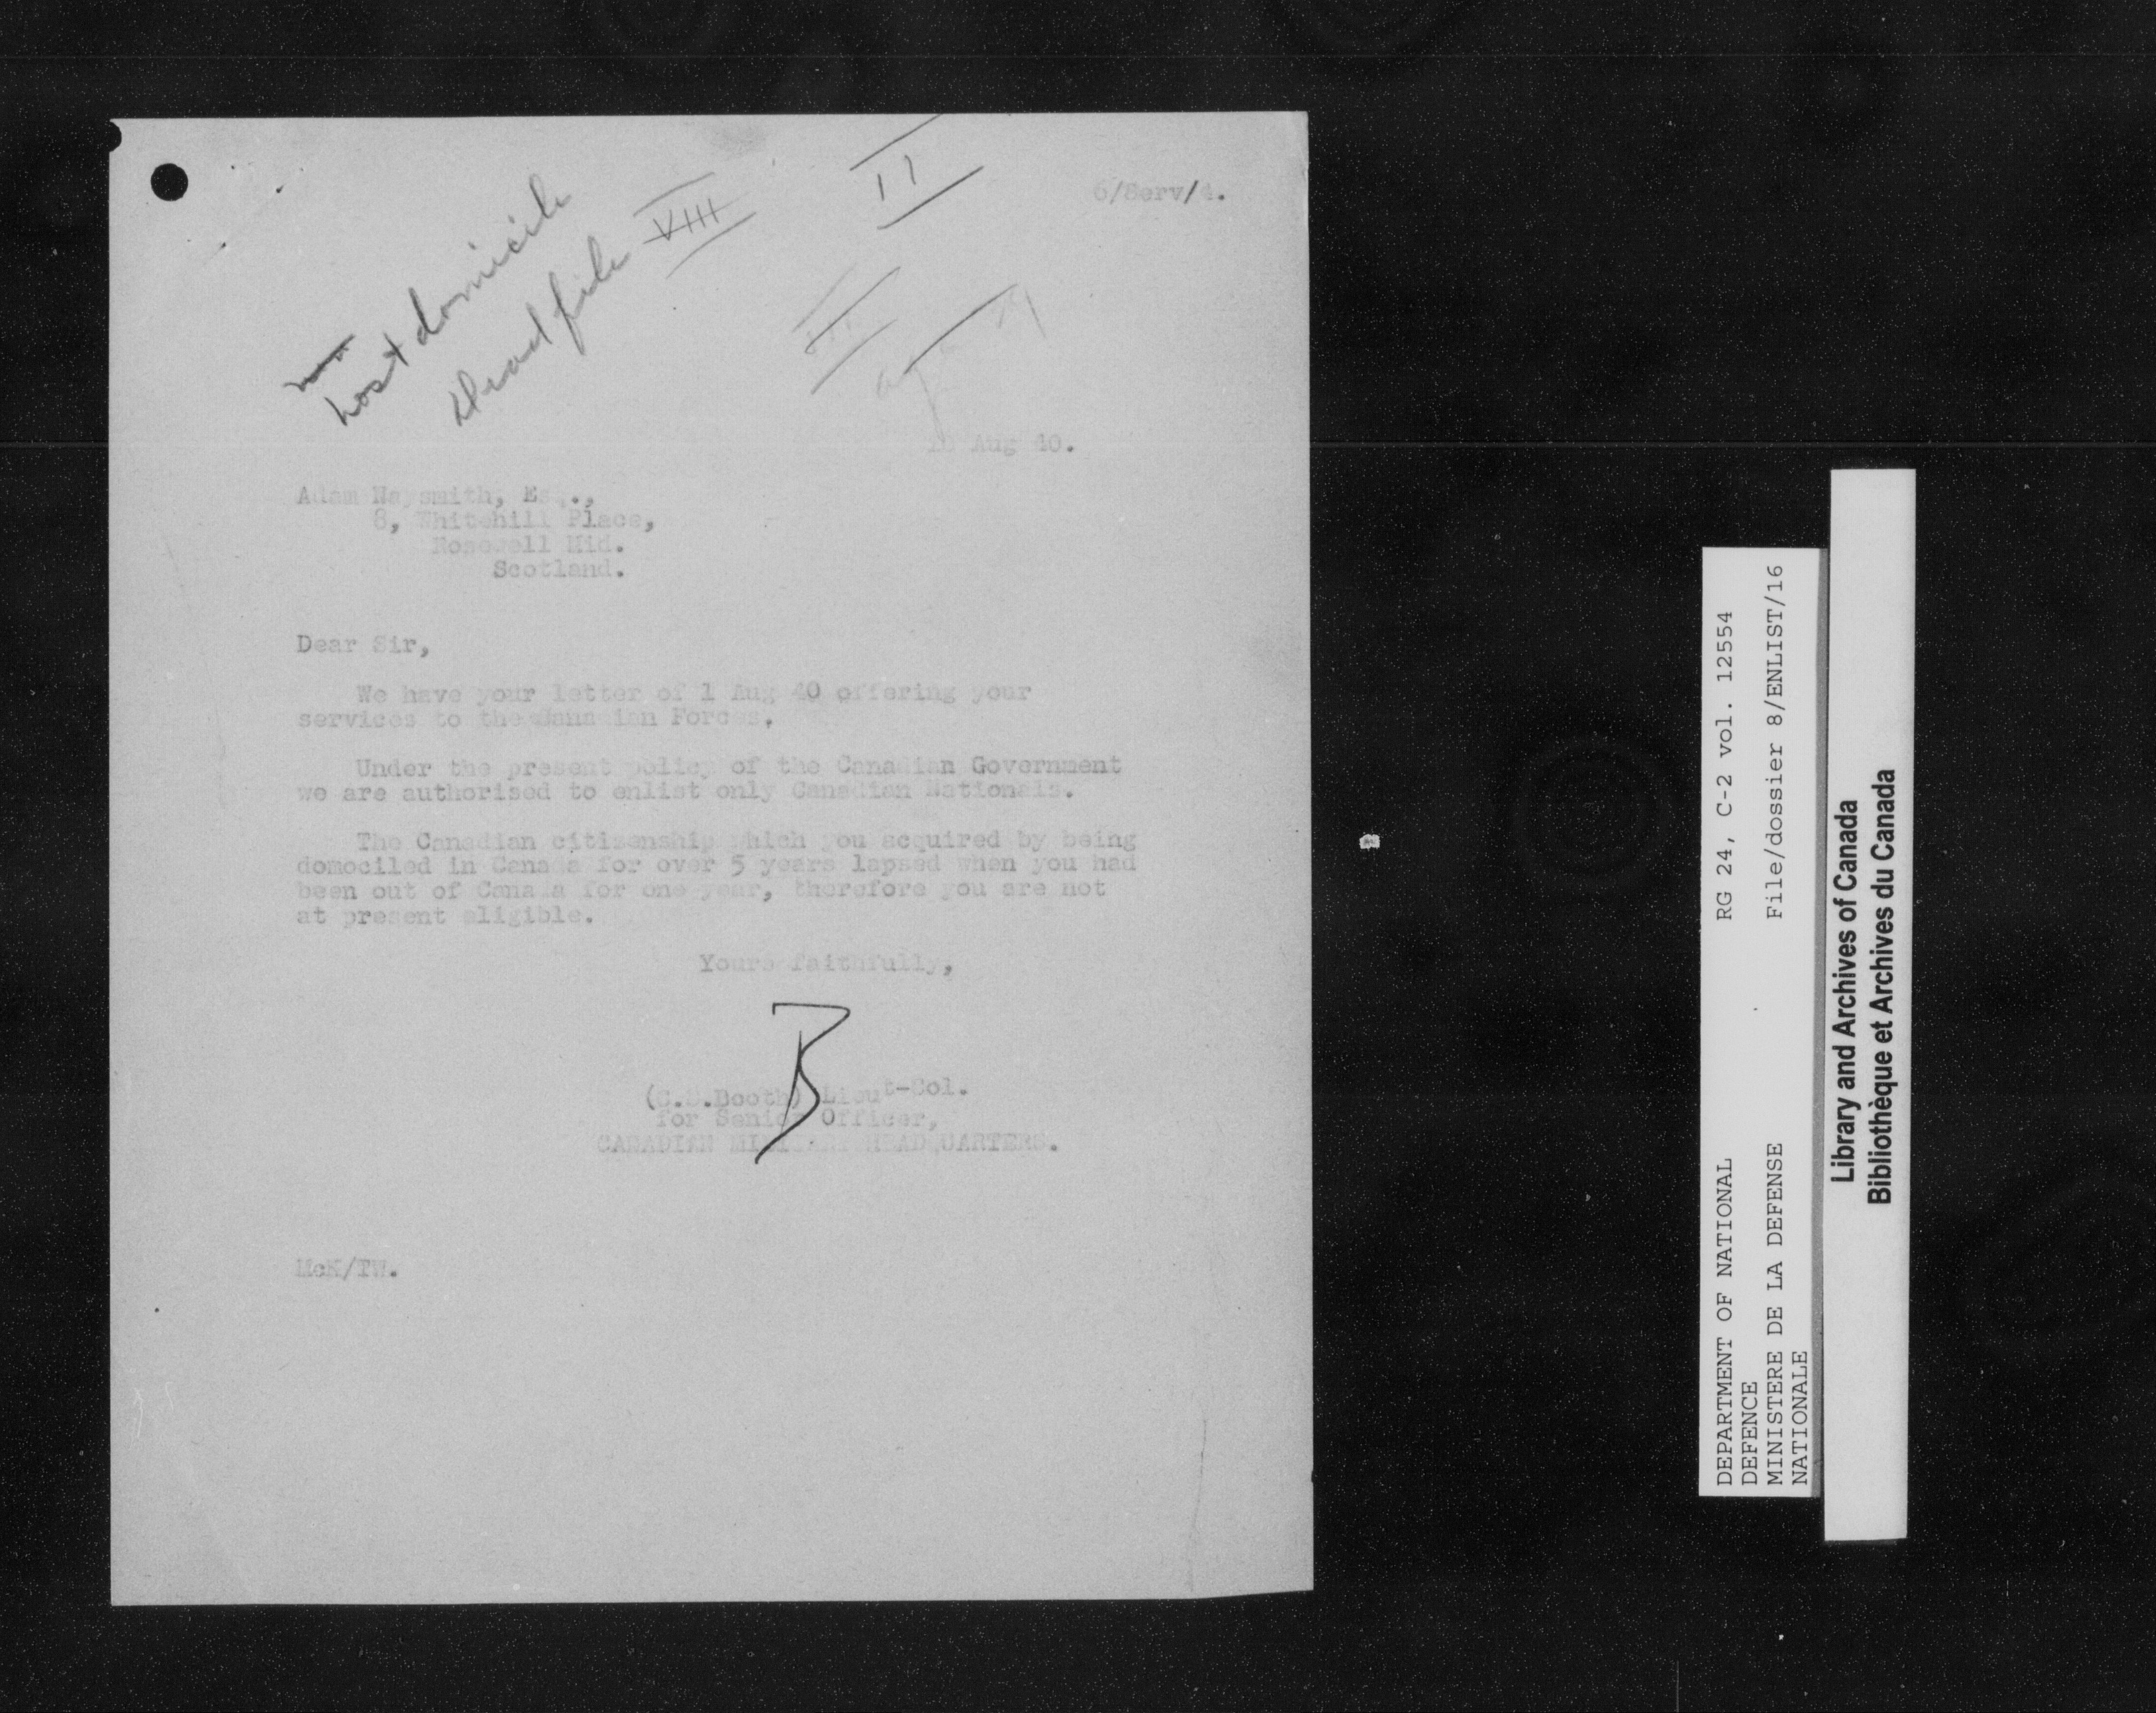 6/Serv/4.
Lost domicile
Dead file VIII
II
Aug 40.
Adam Naysmith, Esq.,
8, Whitehill Place,
Rosewell Mid.
Scotland.
Dear Sir,
We have your letter of 1 Aug 40 offering your
services to the Canadian Forces.
Under the present policy of the Canadian Government
we are authorised to enlist only Canadian Nationals.
The Canadian citizenship which you acquired by being
domociled in Canada for over 5 years lapsed when you had
been out of Canada for one year, therefore you are not
at present eligible.
Yours faithfully,
B
(C.S.Booth) Lieut-Col.
for Senior Officer,
CANADIAN MILITARY HEADQUARTERS.
McK/TW.
DEPARTMENT OF NATIONAL RG 24, C-2 vol. 12554
DEFENCE
MINISTERE DE LA DEFENSE File/dossier 8/ENLIST/16
NATIONALE
Library and Archives of Canada
Bibliothèque et Archives du Canada